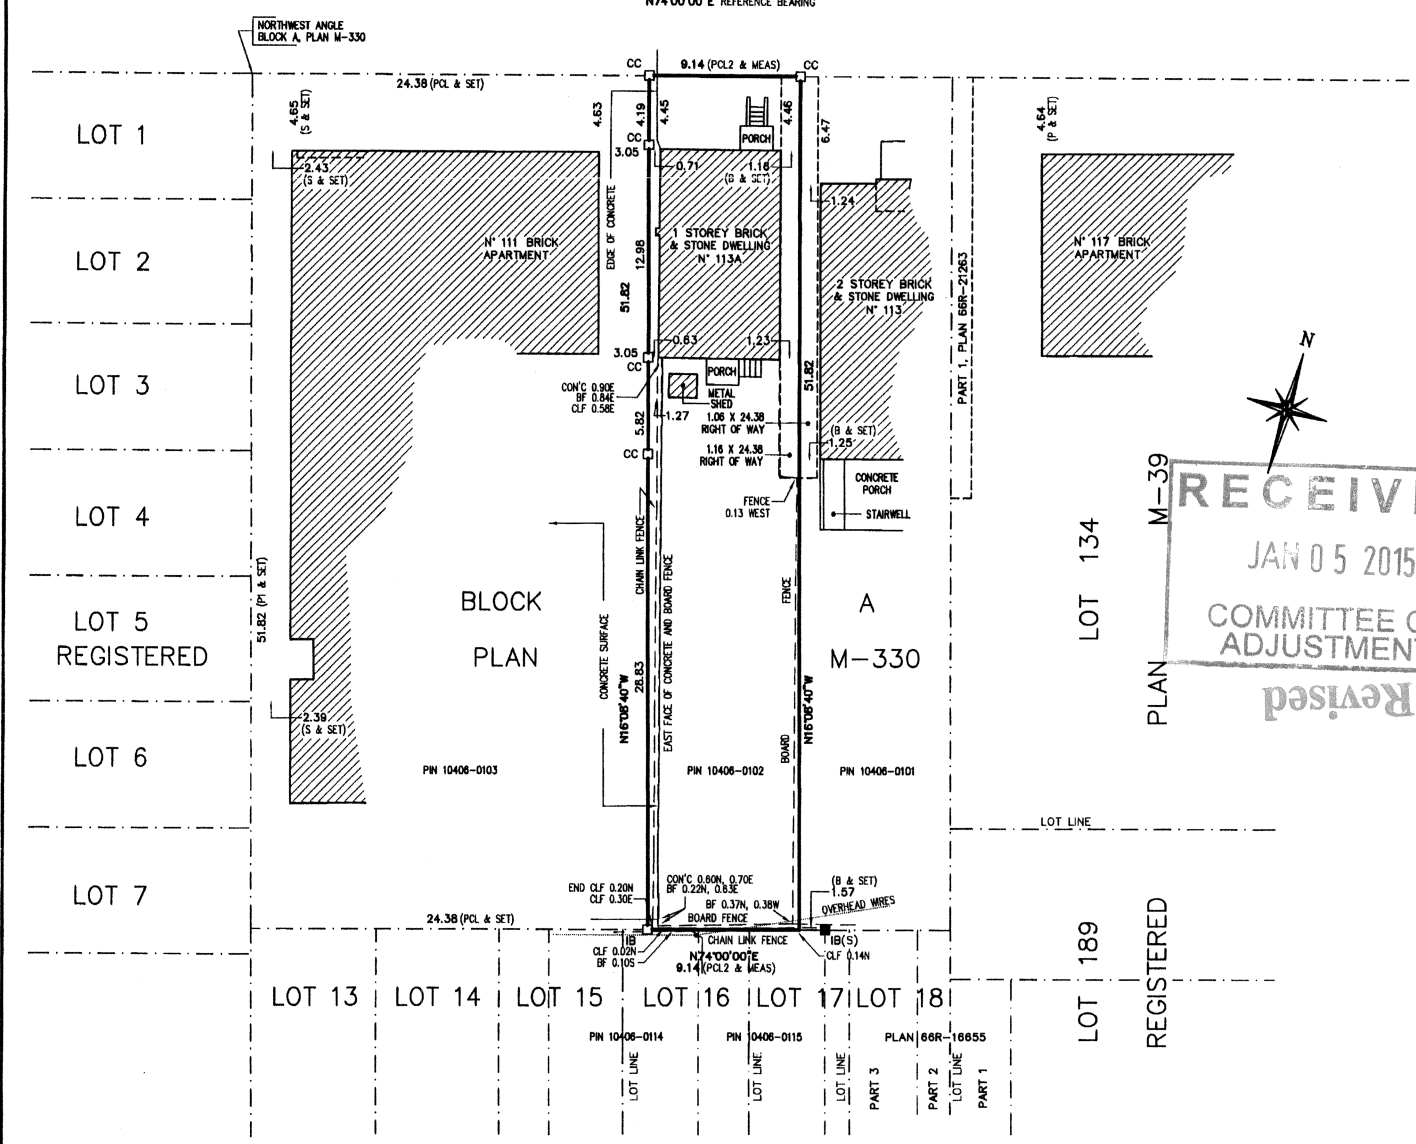 N74°00'00"E REFERENCE BEARING
NORTHWEST ANGLE
BLOCK A, PLAN M-330
24.38 (PCL & SET)
CC
9.14 (PCL2 & MEAS)
CC
LOT 1
4.65
(S & SET)
4.63
4.19
4.45
4.46
6.47
4.64
(P & SET)
PORCH
CC
3.05
0.71
1.18
(B & SET)
2.43
(S & SET)
1.24
EDGE OF CONCRETE
LOT 2
N° 111 BRICK
APARTMENT
12.98
51.82
1 STOREY BRICK
& STONE DWELLING
N° 113A
2 STOREY BRICK
& STONE DWELLING
N° 113
PART 1, PLAN 66R-21263
N° 117 BRICK
APARTMENT
N
LOT 3
3.05
CC
0.63
1.23
51.82
PORCH
METAL
SHED
CON'C 0.90E
BF 0.84E
CLF 0.58E
1.27
5.82
1.06 X 24.38
RIGHT OF WAY
(B & SET)
1.25
CC
1.16 X 24.38
RIGHT OF WAY
LOT 4
CONCRETE
PORCH
STAIRWELL
FENCE
0.13 WEST
CHAIN LINK FENCE
M-39
RECEIV
JAN 05 2015
COMMITTEE O
ADJUSTMENT
Revised
LOT 134
51.82 (P1 & SET)
LOT 5
REGISTERED
BLOCK
PLAN
CONCRETE SURFACE
EAST FACE OF CONCRETE AND BOARD FENCE
FENCE
A
M-330
N16°08'40"W
28.83
N16°08'40"W
PLAN
2.39
(S & SET)
LOT 6
PIN 10406-0103
PIN 10406-0102
BOARD
PIN 10406-0101
LOT LINE
LOT 7
END CLF 0.20N
CLF 0.30E
CON'C 0.60N, 0.70E
BF 0.22N, 0.63E
BF 0.37N, 0.38W
(B & SET)
1.57
OVERHEAD WIRES
24.38 (PCL & SET)
BOARD FENCE
IB
CHAIN LINK FENCE
IB(S)
CLF 0.02N
BF 0.10S
N74°00'00"E
9.14 (PCL2 & MEAS)
CLF 0.14N
LOT 189
REGISTERED
LOT 13
LOT 14
LOT 15
LOT 16
LOT 17
LOT 18
PIN 10406-0114
PIN 10406-0115
PLAN 66R-16655
LOT LINE
LOT LINE
LOT LINE
PART 3
PART 2
LOT LINE
PART 1